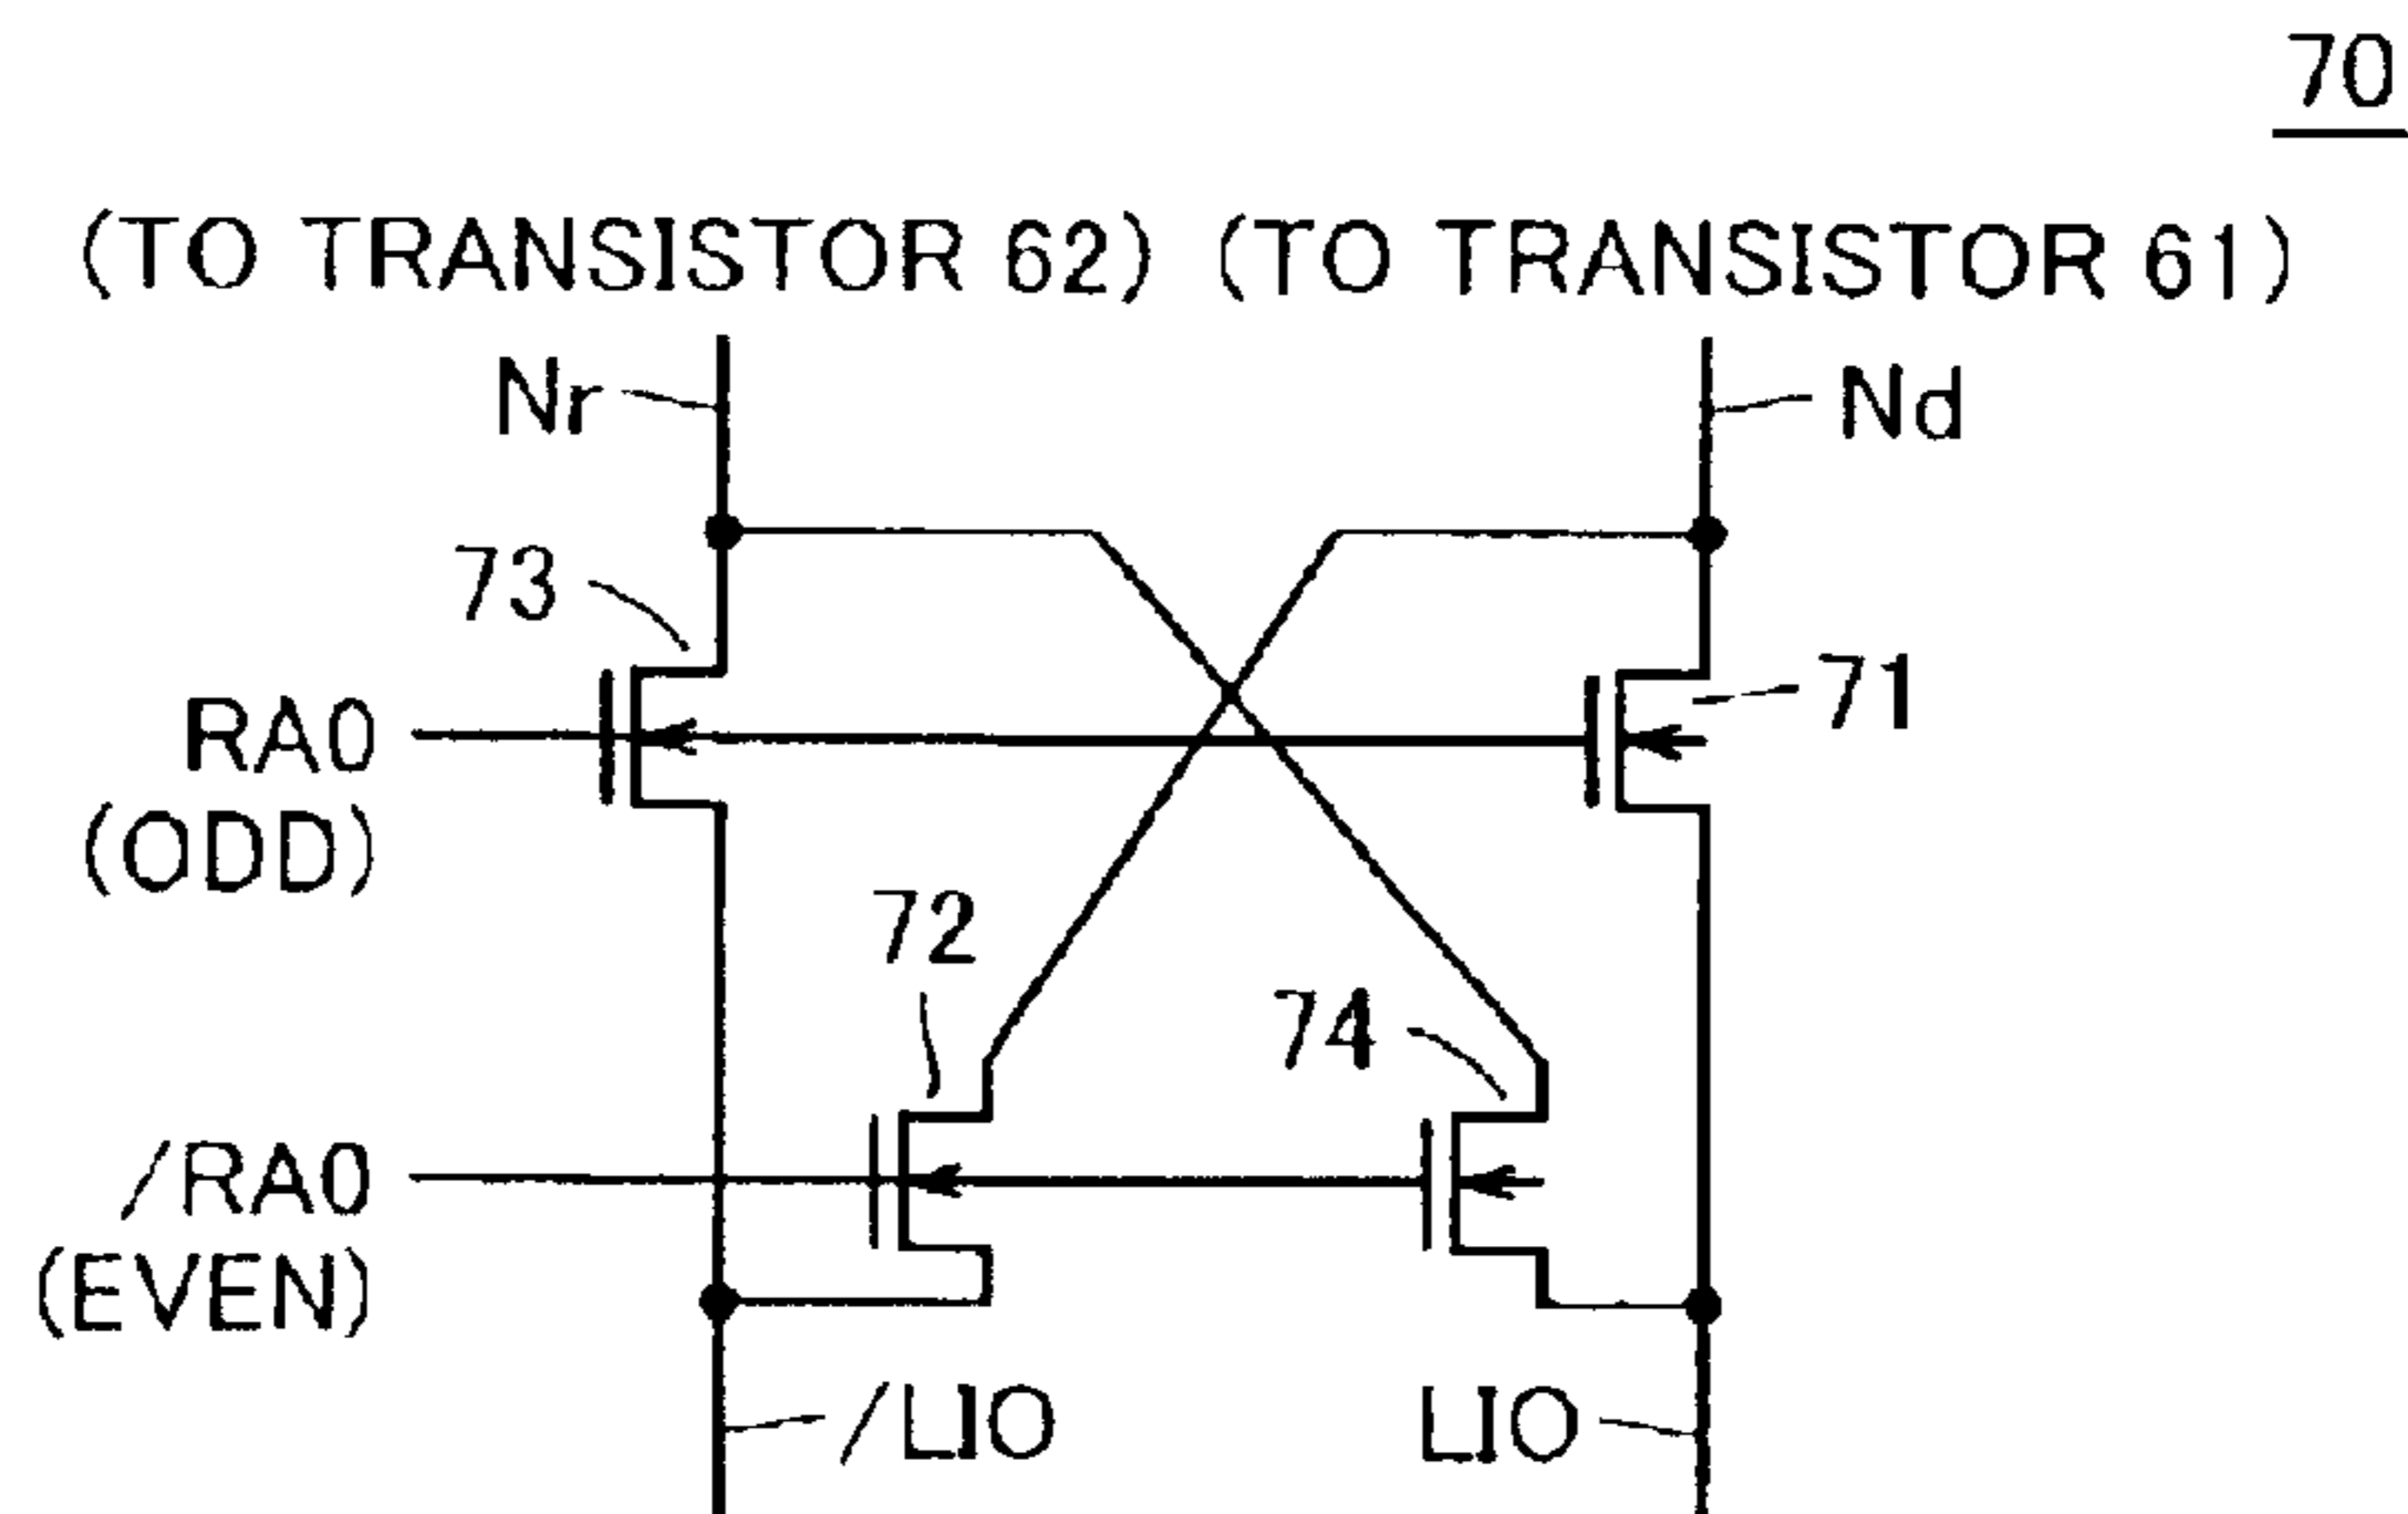 70
(TO TRANSISTOR 62) (TO TRANSISTOR 61)
Nr
Nd
73
71
RA0
(ODD)
72
74
/RA0
(EVEN)
/LIO
LIO